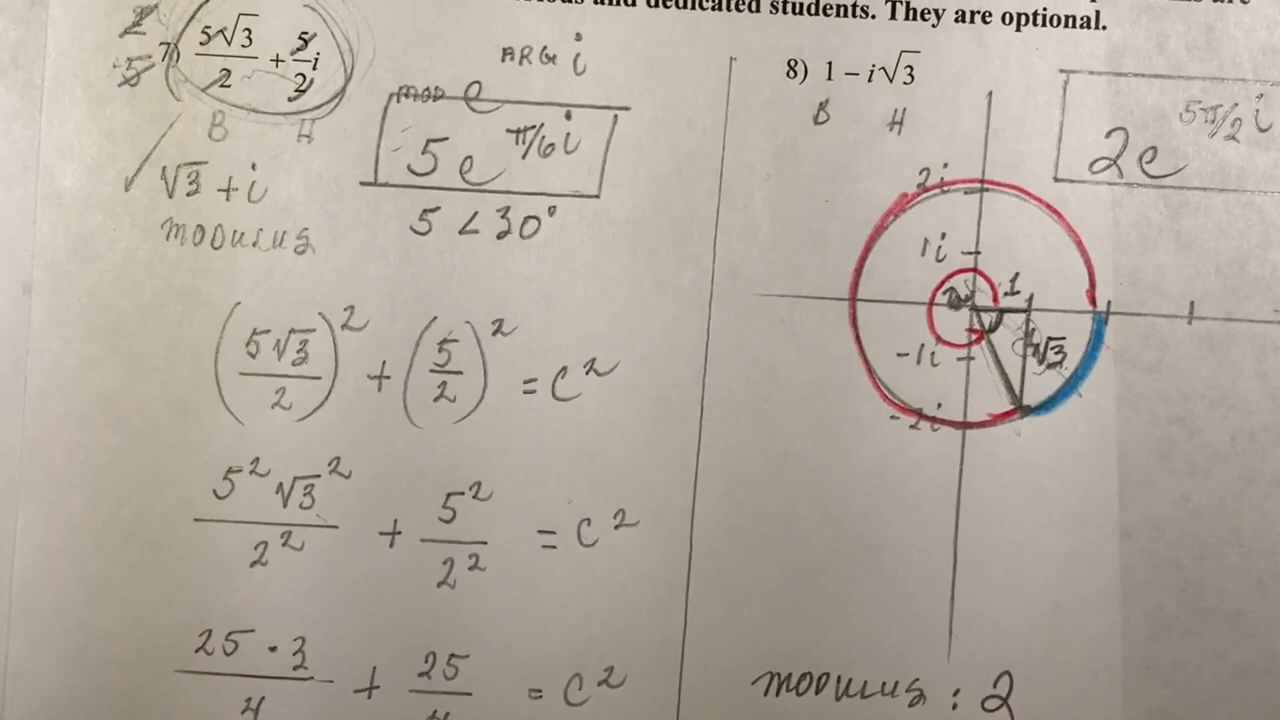 and dedicated students. They are optional.
2
5
7) 5√3/2 + 5/2 i
B H
√3 + i
MODULUS
ARG i
MOD e
5e^π/6 i
5 < 30°
(5√3/2)² + (5/2)² = C²
5²√3²/2² + 5²/2² = C²
25 · 3/4 + 25/4 = C²
8) 1 − i√3
B H
2e^5π/2 i
2i
1i
1
-1i
√3
-2i
MODULUS : 2